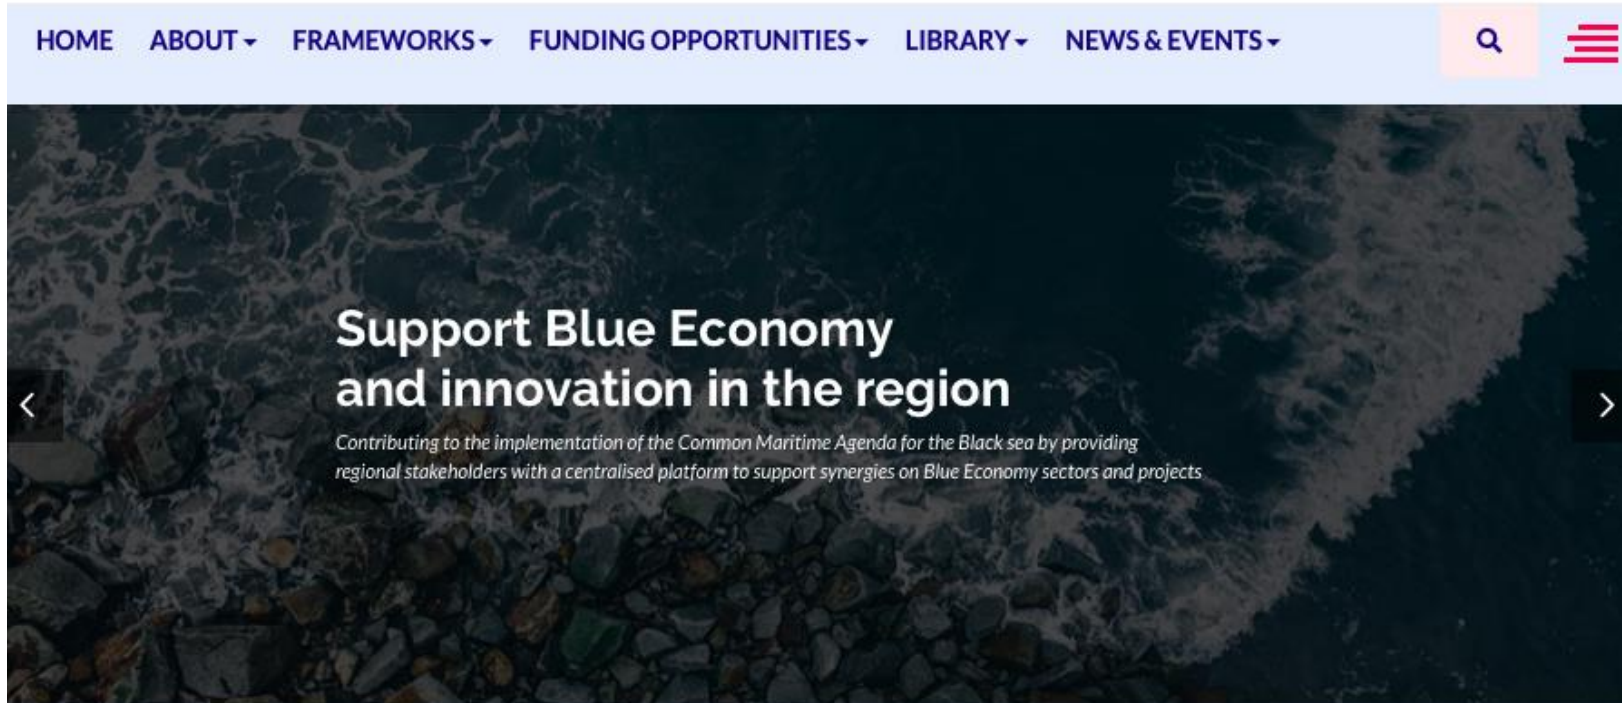 HOME ABOUT FRAMEWORKS FUNDING OPPORTUNITIES LIBRARY NEWS & EVENTS
Support Blue Economy
and innovation in the region
Contributing to the implementation of the Common Maritime Agenda for the Black sea by providing
regional stakeholders with a centralised platform to support synergies on Blue Economy sectors and projects